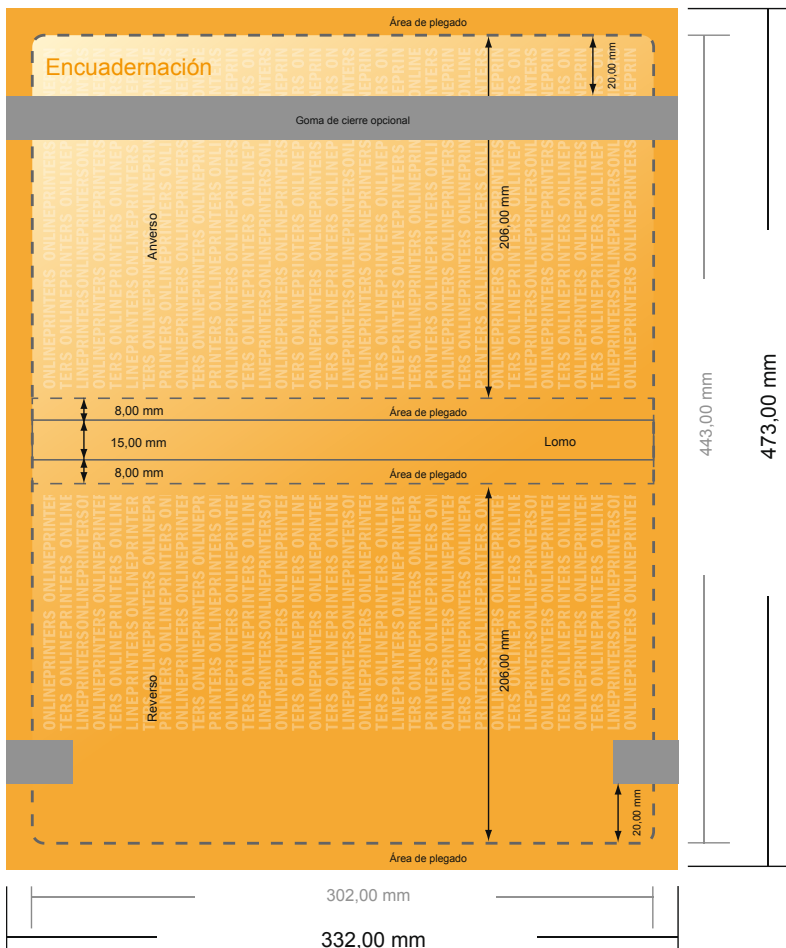 Área de plegado
Encuadernación
20,00 mm
Goma de cierre opcional
Anverso
206,00 mm
8,00 mm
Área de plegado
15,00 mm
Lomo
8,00 mm
Área de plegado
443,00 mm
473,00 mm
206,00 mm
Reverso
20,00 mm
Área de plegado
302,00 mm
332,00 mm